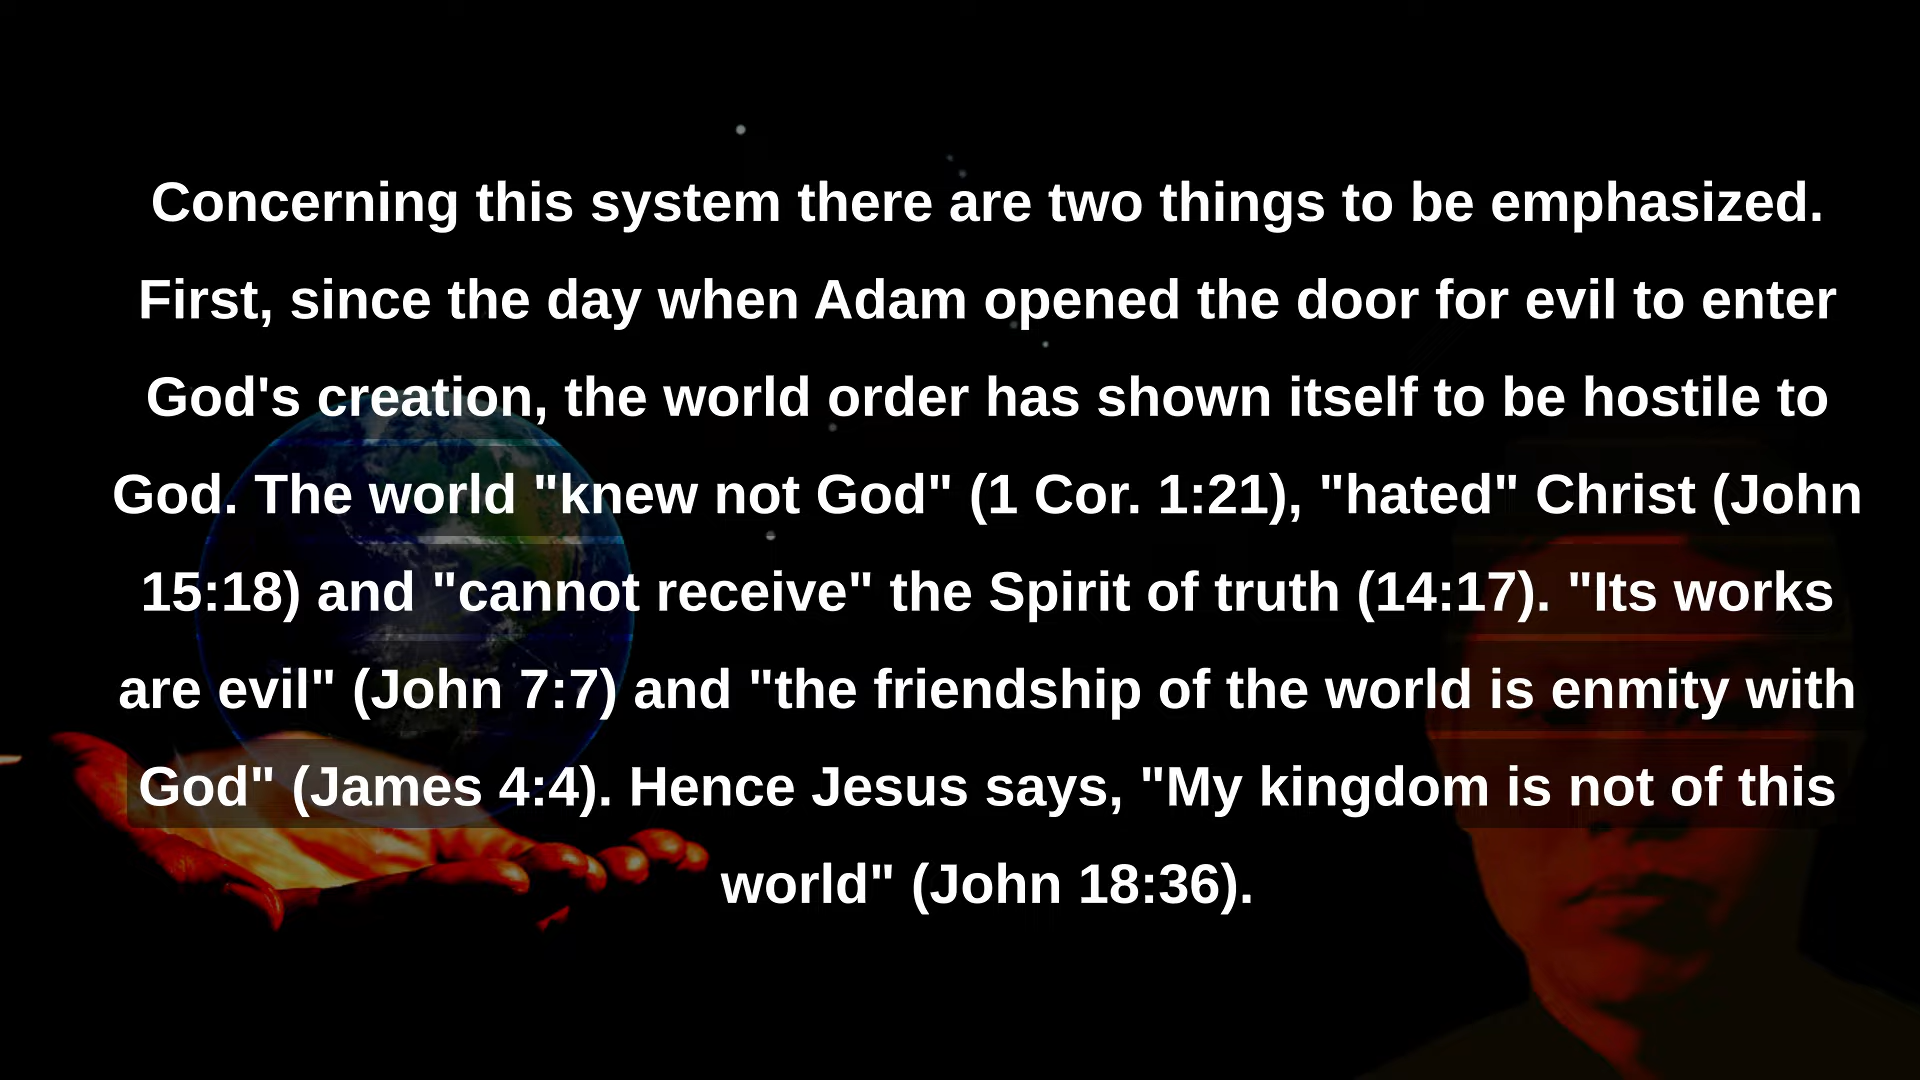 Concerning this system there are two things to be emphasized.
First, since the day when Adam opened the door for evil to enter
God's creation, the world order has shown itself to be hostile to
God. The world "knew not God" (1 Cor. 1:21), "hated" Christ (John
15:18) and "cannot receive" the Spirit of truth (14:17). "Its works
are evil" (John 7:7) and "the friendship of the world is enmity with
God" (James 4:4). Hence Jesus says, "My kingdom is not of this
world" (John 18:36).